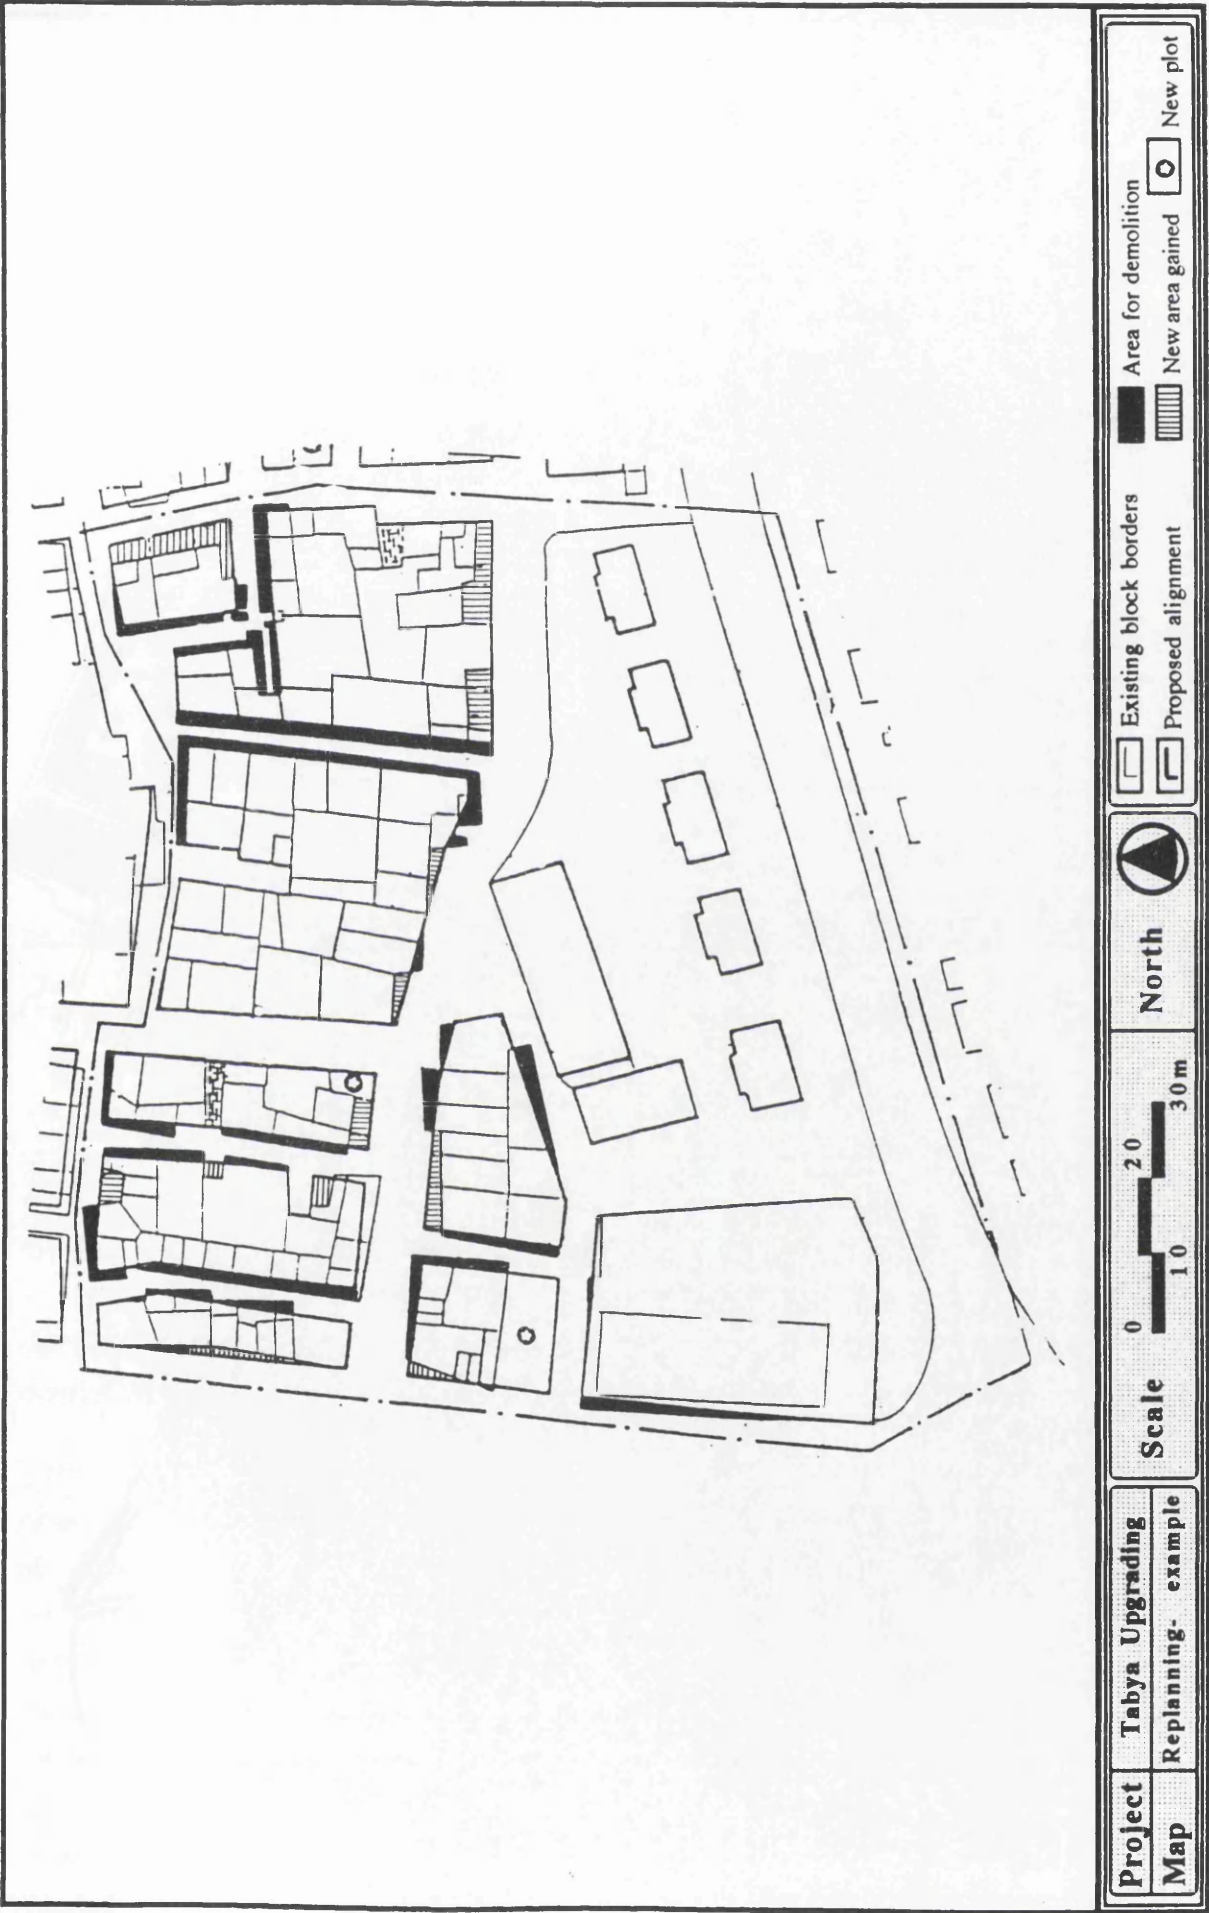 Project Tabya Upgrading
Map Replanning- example
Scale
0 20
10 30m
North
Existing block borders
Proposed alignment
Area for demolition
New area gained
New plot